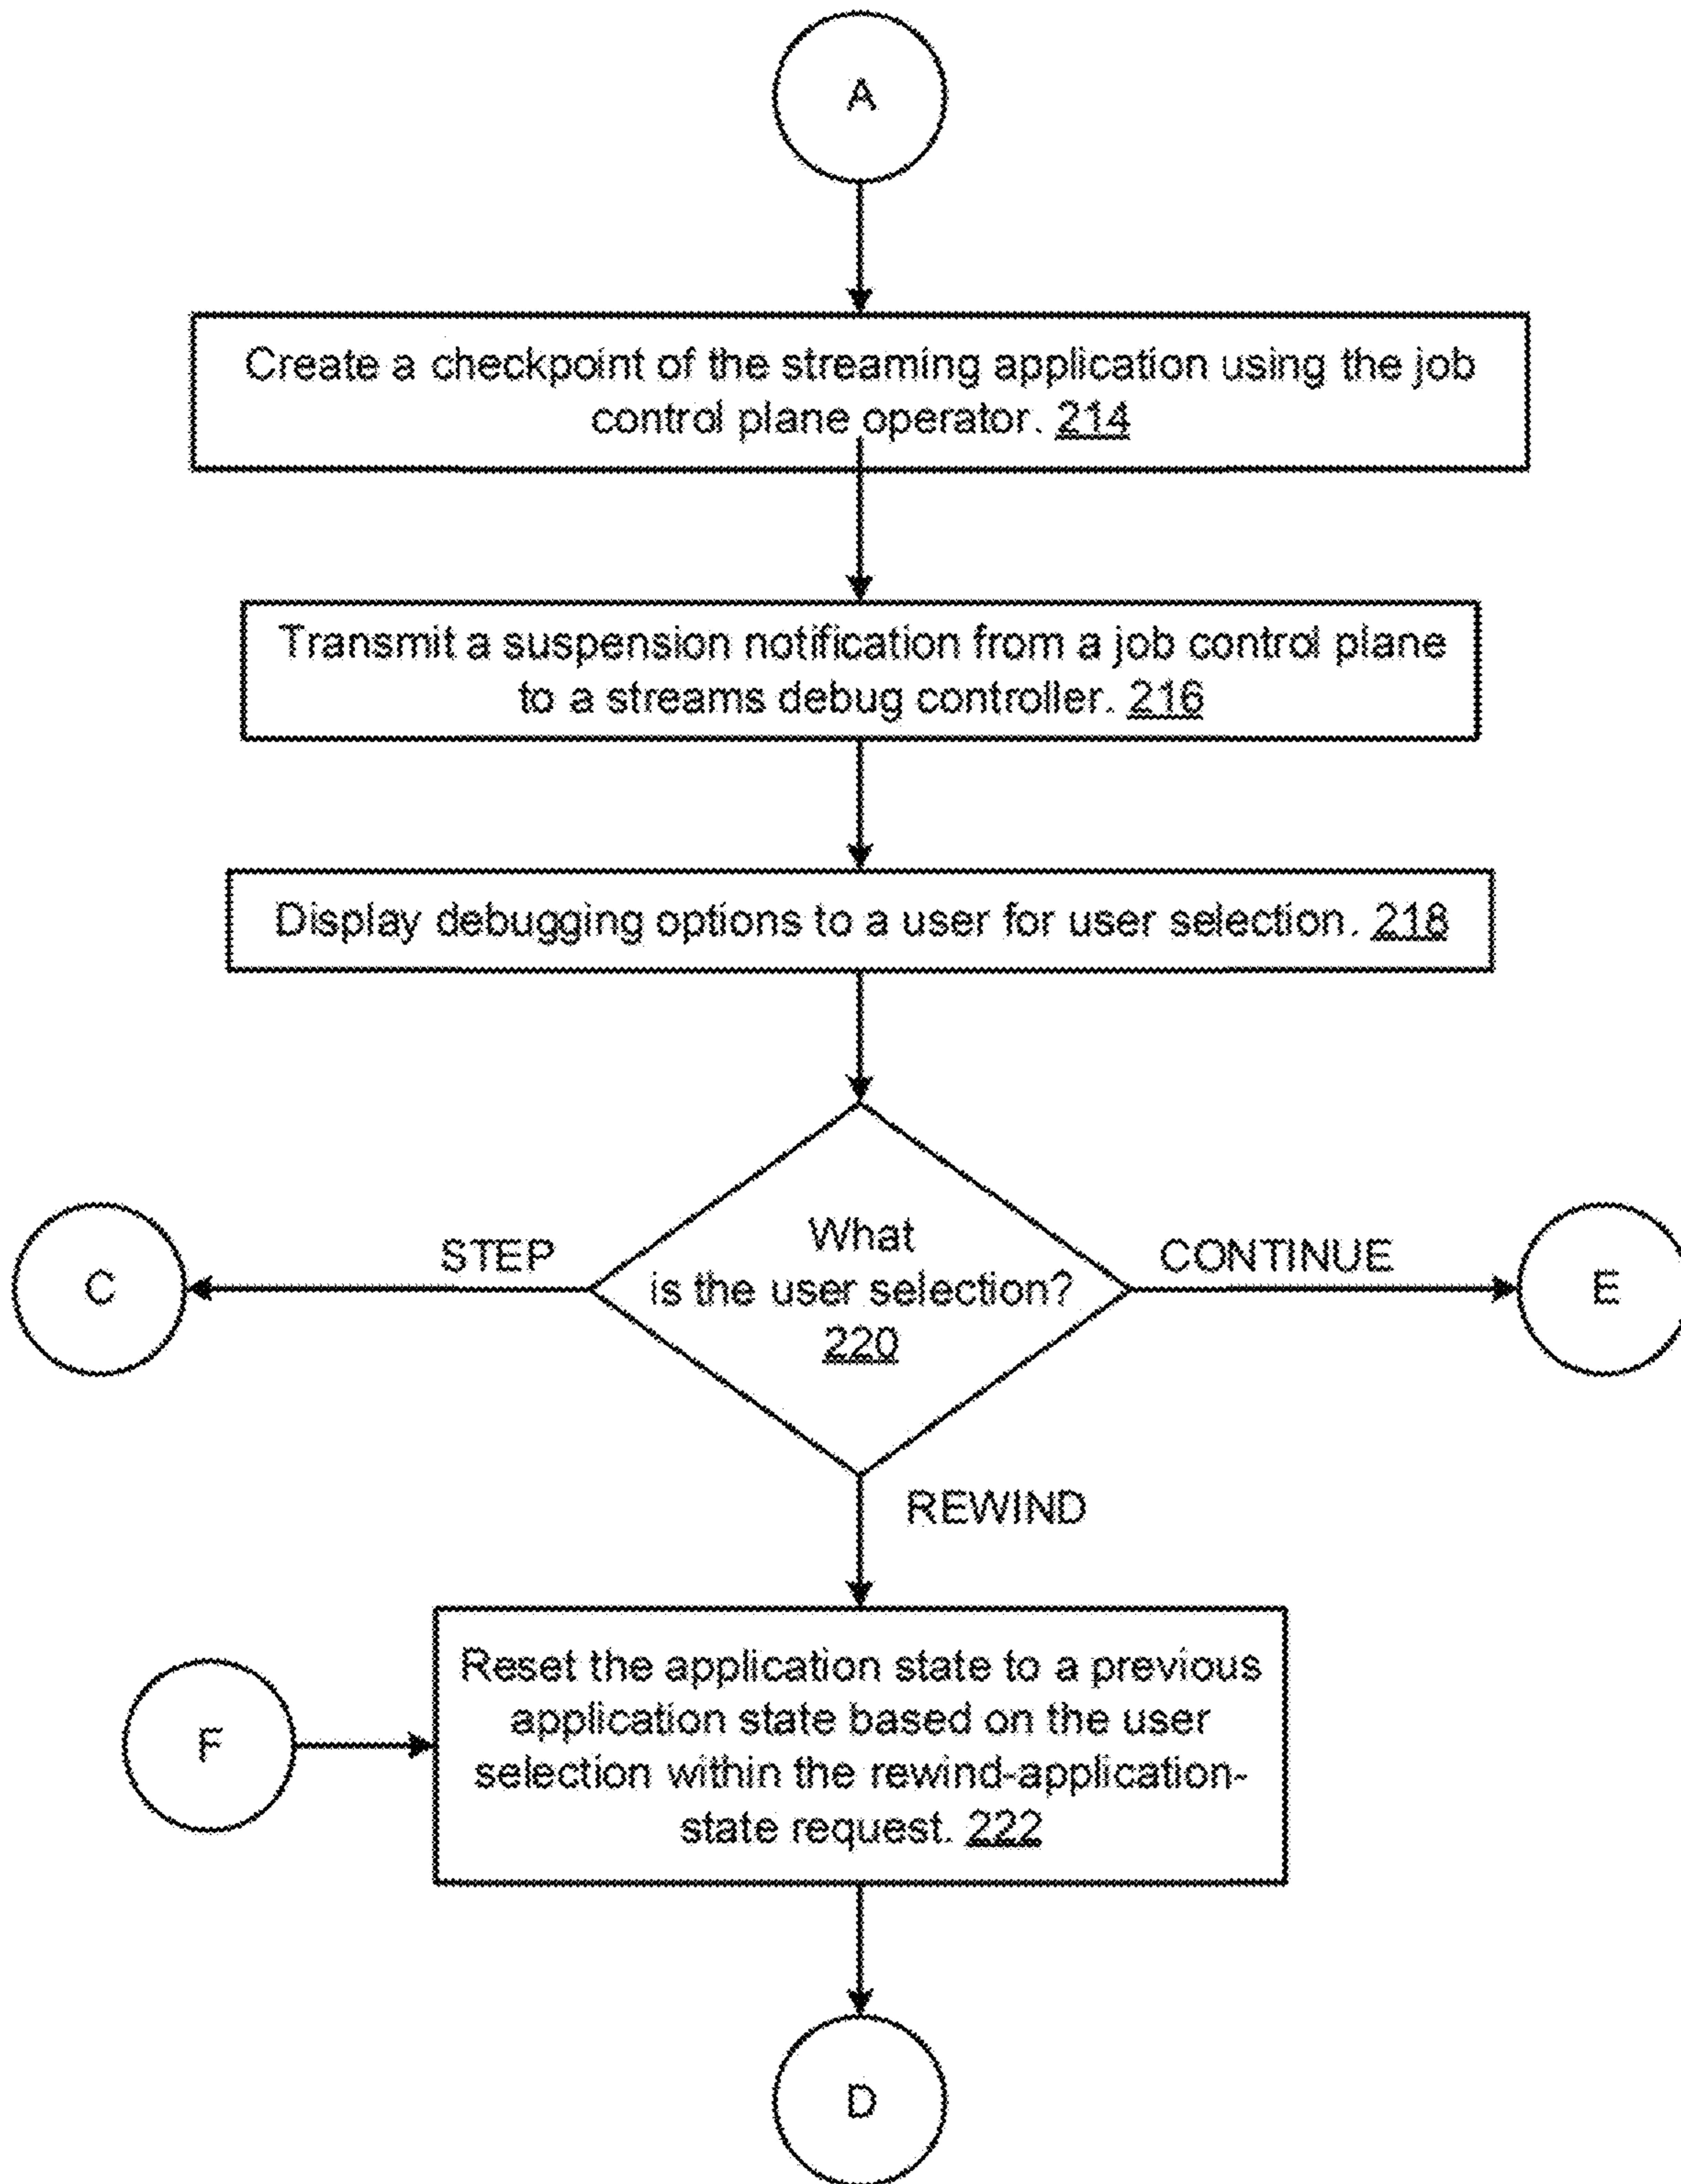 A
Create a checkpoint of the streaming application using the job
control plane operator. 214
Transmit a suspension notification from a job control plane
to a streams debug controller. 216
Display debugging options to a user for user selection. 218
What
is the user selection?
220
STEP
C
CONTINUE
E
REWIND
F
Reset the application state to a previous
application state based on the user
selection within the rewind-application-
state request. 222
D